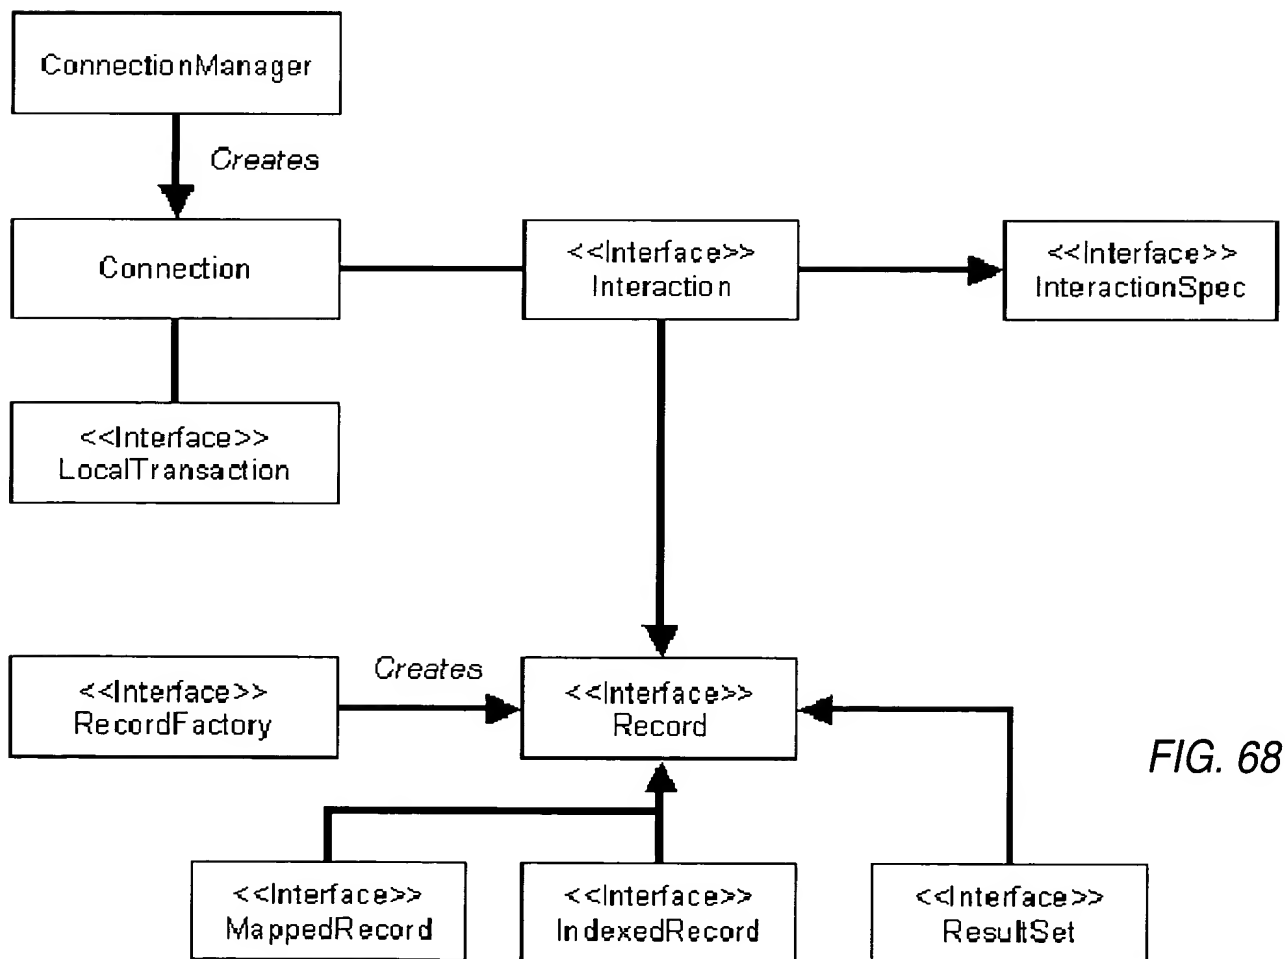 ConnectionManager
Creates
Connection
<<Interface>>
Interaction
<<Interface>>
InteractionSpec
<<Interface>>
LocalTransaction
<<Interface>>
RecordFactory
Creates
<<Interface>>
Record
FIG. 68
<<Interface>>
MappedRecord
<<Interface>>
IndexedRecord
<<Interface>>
ResultSet